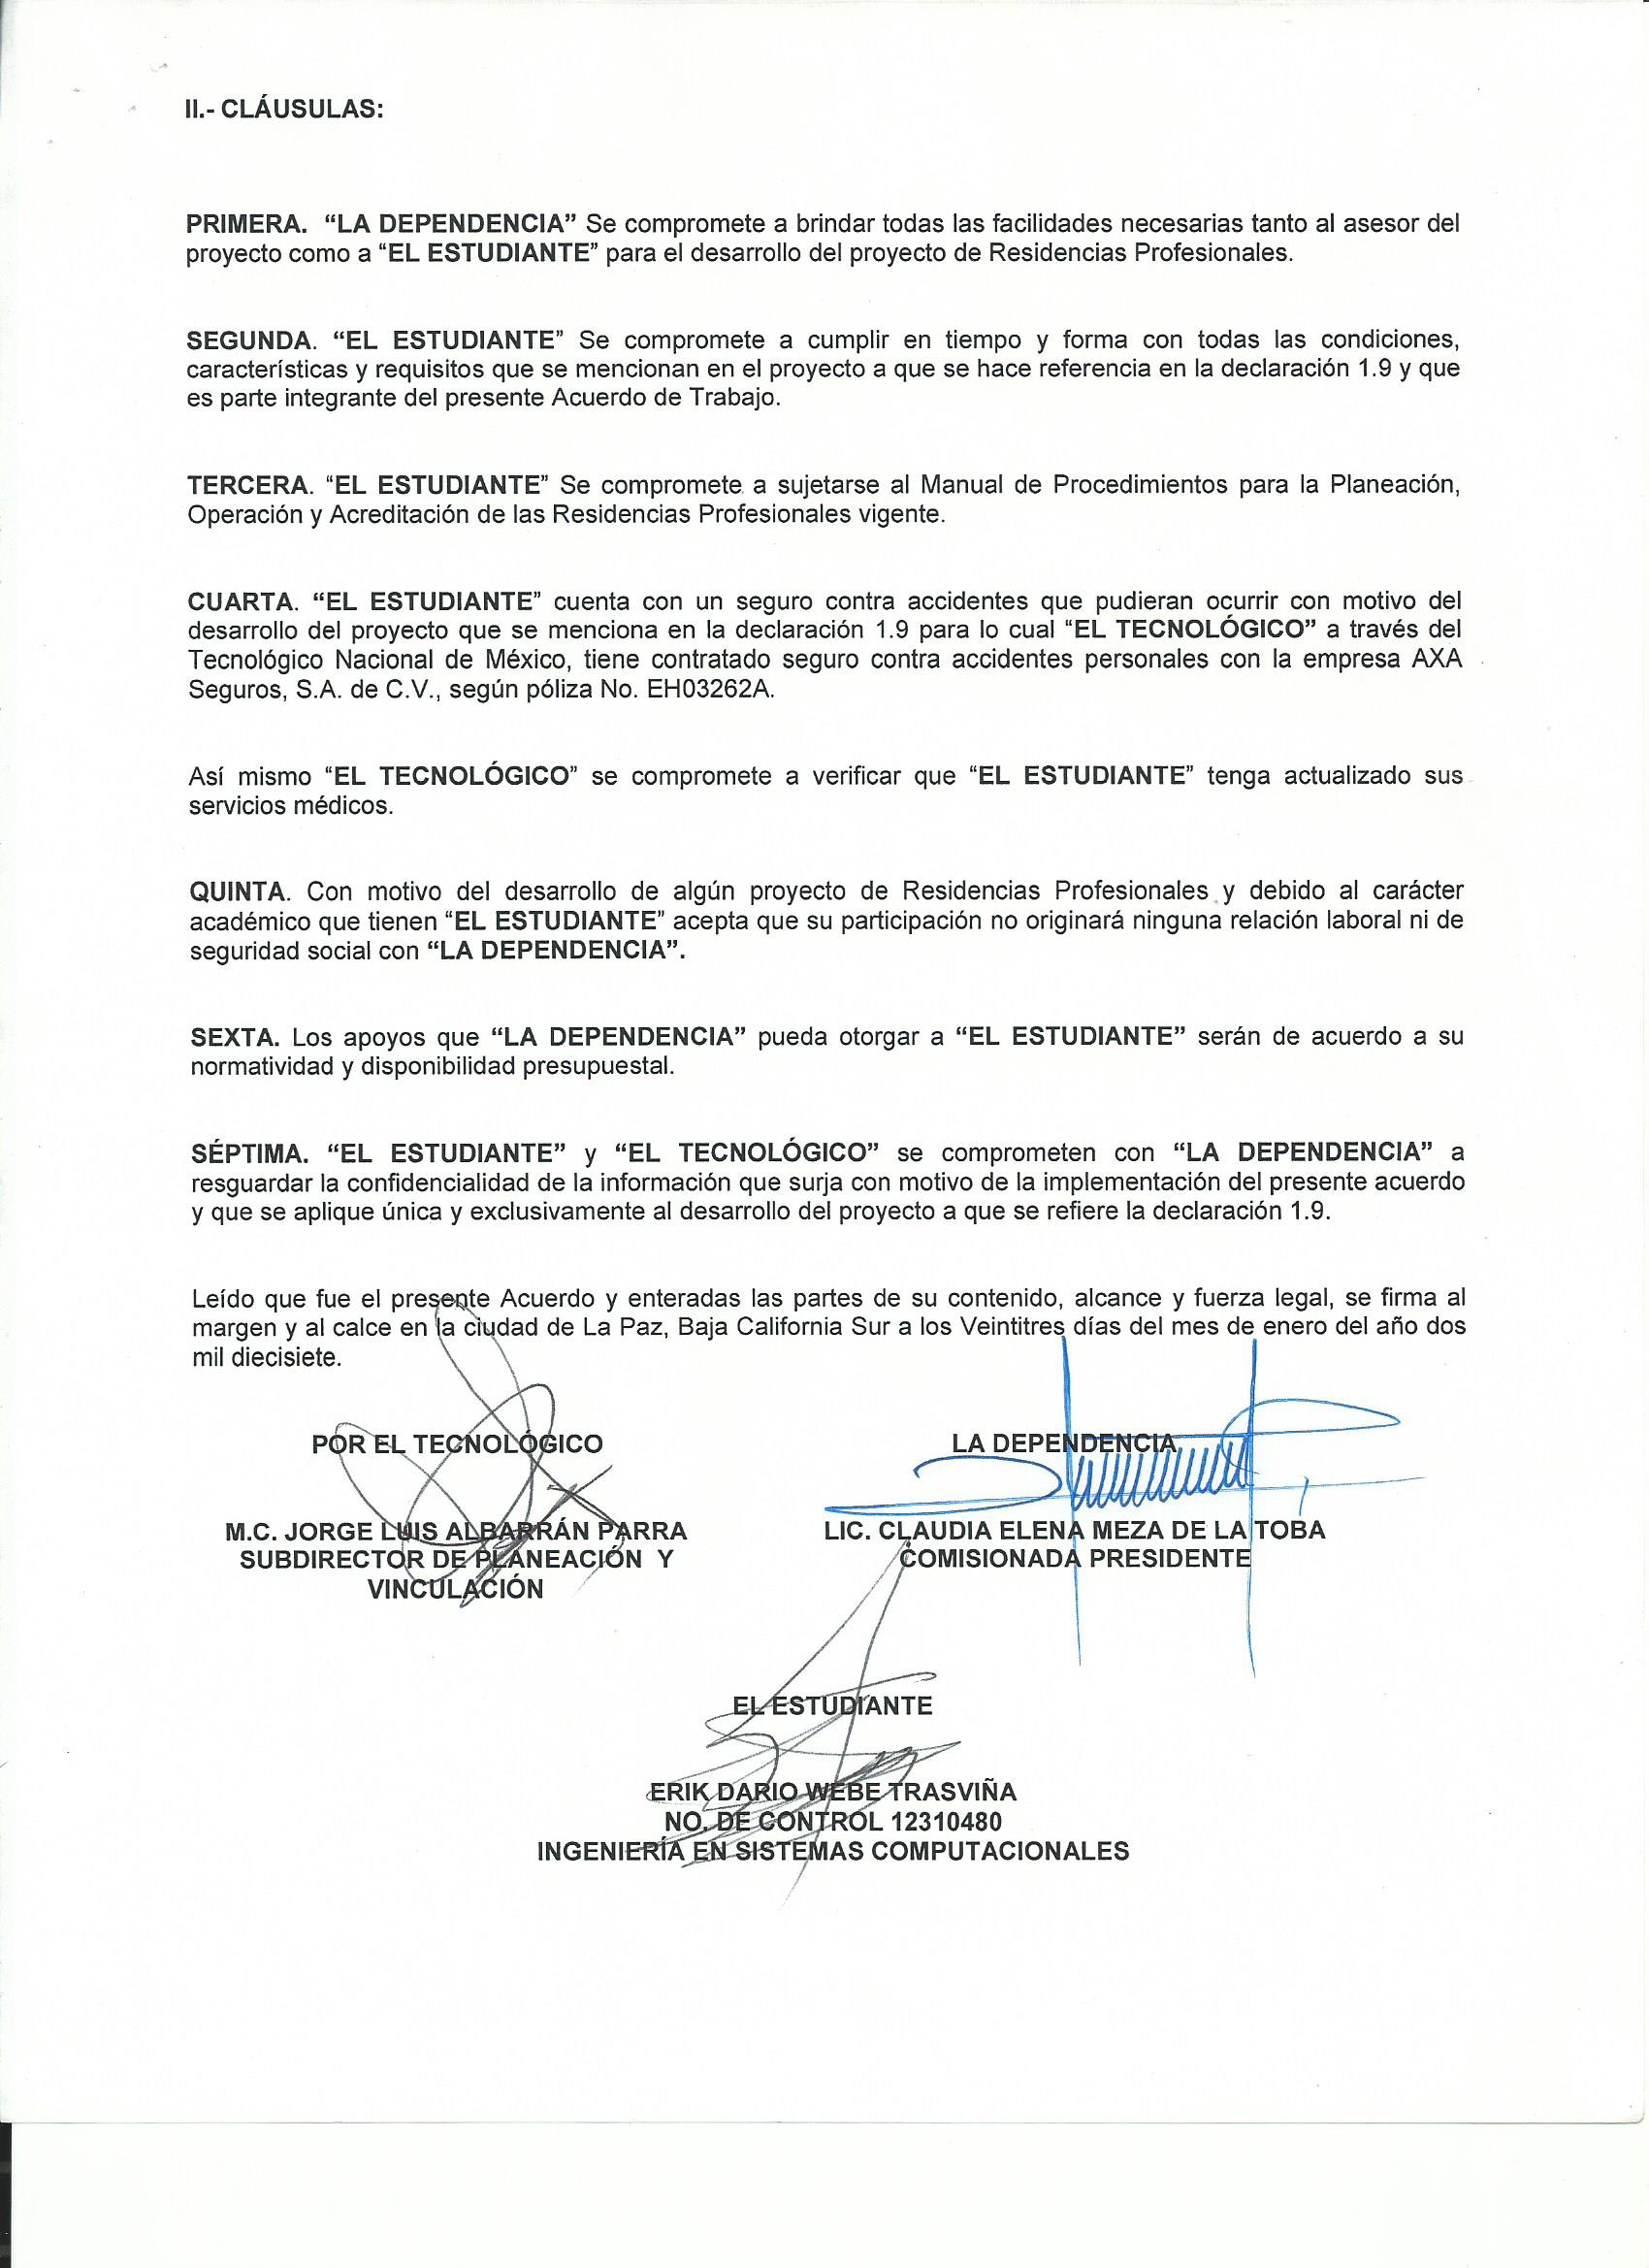 II.- CLÁUSULAS:
PRIMERA. “LA DEPENDENCIA” Se compromete a brindar todas las facilidades necesarias tanto al asesor del
proyecto como a “EL ESTUDIANTE” para el desarrollo del proyecto de Residencias Profesionales.
SEGUNDA. “EL ESTUDIANTE” Se compromete a cumplir en tiempo y forma con todas las condiciones,
características y requisitos que se mencionan en el proyecto a que se hace referencia en la declaración 1.9 y que
es parte integrante del presente Acuerdo de Trabajo.
TERCERA. “EL ESTUDIANTE” Se compromete a sujetarse al Manual de Procedimientos para la Planeación,
Operación y Acreditación de las Residencias Profesionales vigente.
CUARTA. “EL ESTUDIANTE” cuenta con un seguro contra accidentes que pudieran ocurrir con motivo del
desarrollo del proyecto que se menciona en la declaración 1.9 para lo cual “EL TECNOLÓGICO” a través del
Tecnológico Nacional de México, tiene contratado seguro contra accidentes personales con la empresa AXA
Seguros, S.A. de C.V., según póliza No. EH03262A.
Así mismo “EL TECNOLÓGICO” se compromete a verificar que “EL ESTUDIANTE” tenga actualizado sus
servicios médicos.
QUINTA. Con motivo del desarrollo de algún proyecto de Residencias Profesionales y debido al carácter
académico que tienen “EL ESTUDIANTE” acepta que su participación no originará ninguna relación laboral ni de
seguridad social con “LA DEPENDENCIA”.
SEXTA. Los apoyos que “LA DEPENDENCIA” pueda otorgar a “EL ESTUDIANTE” serán de acuerdo a su
normatividad y disponibilidad presupuestal.
SÉPTIMA. “EL ESTUDIANTE” y “EL TECNOLÓGICO” se comprometen con “LA DEPENDENCIA” a
resguardar la confidencialidad de la información que surja con motivo de la implementación del presente acuerdo
y que se aplique única y exclusivamente al desarrollo del proyecto a que se refiere la declaración 1.9.
Leído que fue el presente Acuerdo y enteradas las partes de su contenido, alcance y fuerza legal, se firma al
margen y al calce en la ciudad de La Paz, Baja California Sur a los Veintitres días del mes de enero del año dos
mil diecisiete.
POR EL TECNOLÓGICO
M.C. JORGE LUIS ALBARRÁN PARRA
SUBDIRECTOR DE PLANEACIÓN Y
VINCULACIÓN
LA DEPENDENCIA
LIC. CLAUDIA ELENA MEZA DE LA TOBA
COMISIONADA PRESIDENTE
EL ESTUDIANTE
ERIK DARIO WEBE TRASVIÑA
NO. DE CONTROL 12310480
INGENIERÍA EN SISTEMAS COMPUTACIONALES